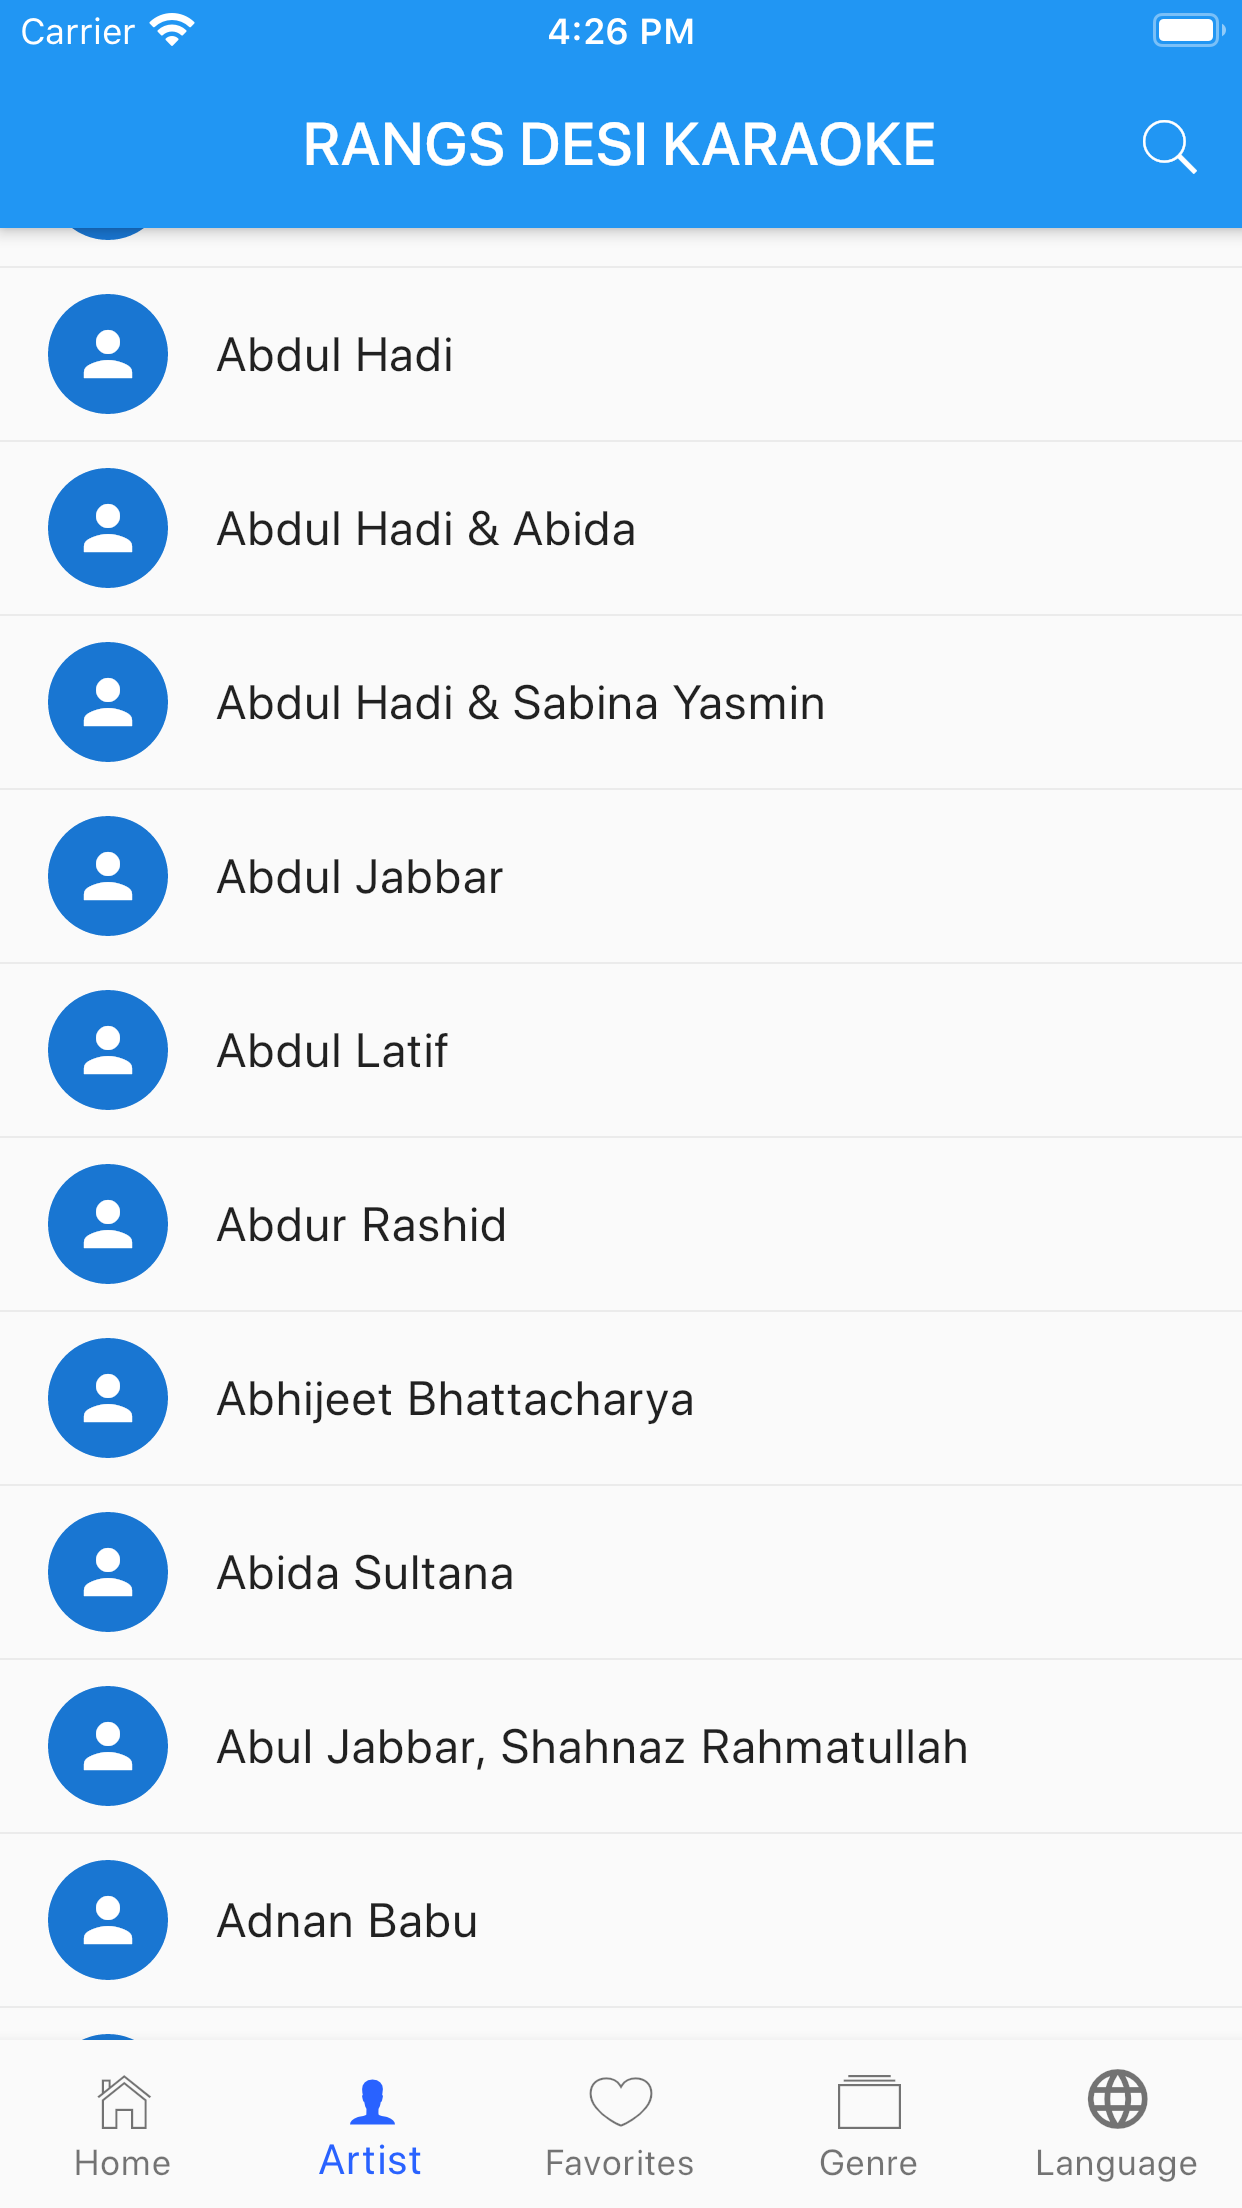 Carrier 4:26 PM
RANGS DESI KARAOKE
Abdul Hadi
Abdul Hadi & Abida
Abdul Hadi & Sabina Yasmin
Abdul Jabbar
Abdul Latif
Abdur Rashid
Abhijeet Bhattacharya
Abida Sultana
Abul Jabbar, Shahnaz Rahmatullah
Adnan Babu
Home Artist Favorites Genre Language